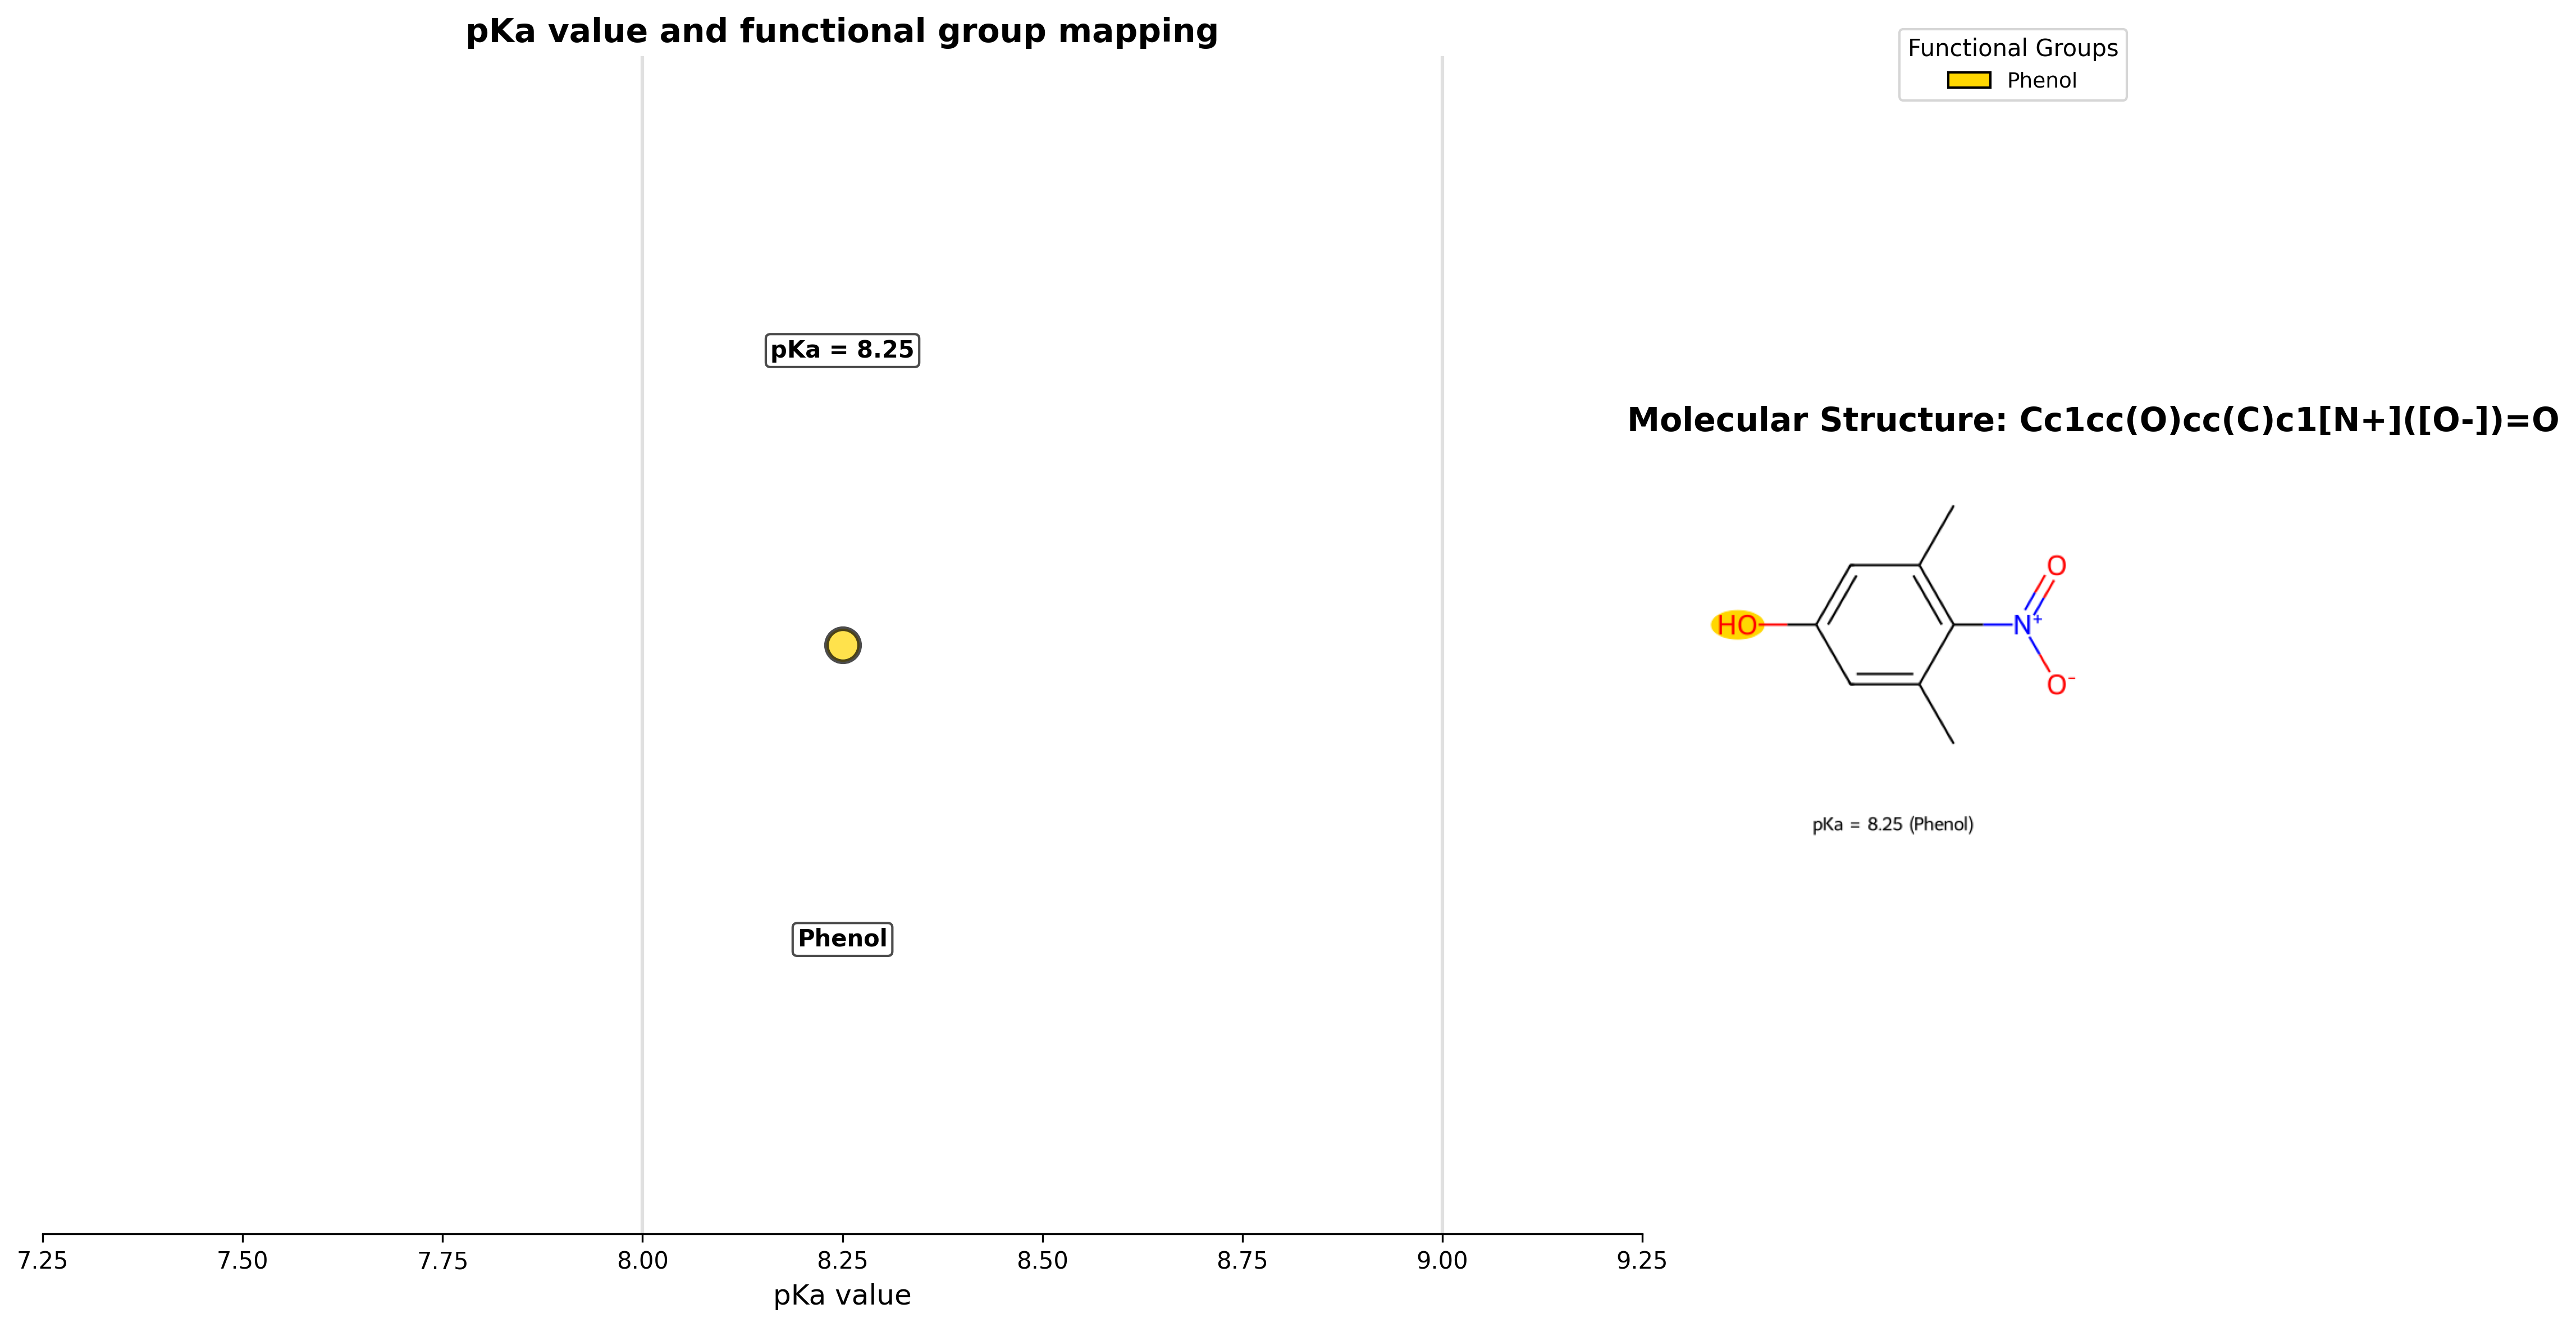 pKa value and functional group mapping
Functional Groups
Phenol
pKa = 8.25
Molecular Structure: Cc1cc(O)cc(C)c1[N+]([O-])=O
HO
O
N+
O-
pKa = 8.25 (Phenol)
Phenol
7.25 7.50 7.75 8.00 8.25 8.50 8.75 9.00 9.25
pKa value